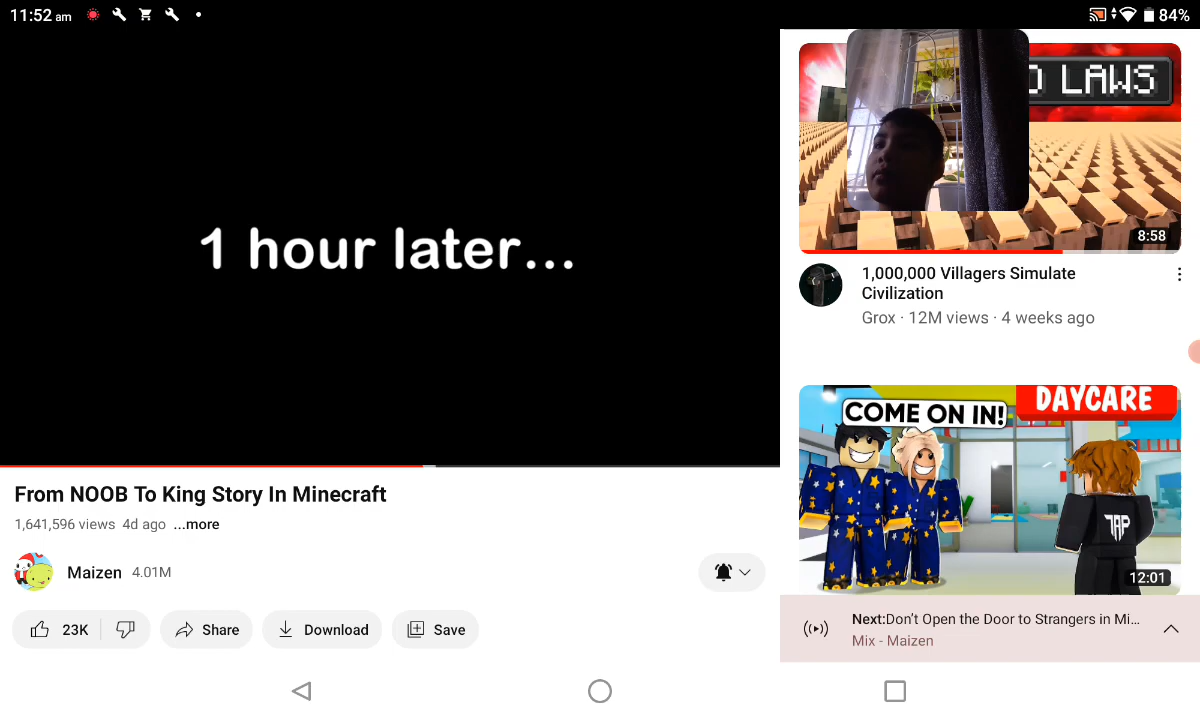 11:52 am
84%
1 hour later...
From NOOB To King Story In Minecraft
1,641,596 views 4d ago ...more
Maizen 4.01M
23K
Share
Download
Save
LAWS
8:58
1,000,000 Villagers Simulate
Civilization
Grox · 12M views · 4 weeks ago
COME ON IN!
DAYCARE
TAP
12:01
Next:Don't Open the Door to Strangers in Mi...
Mix - Maizen